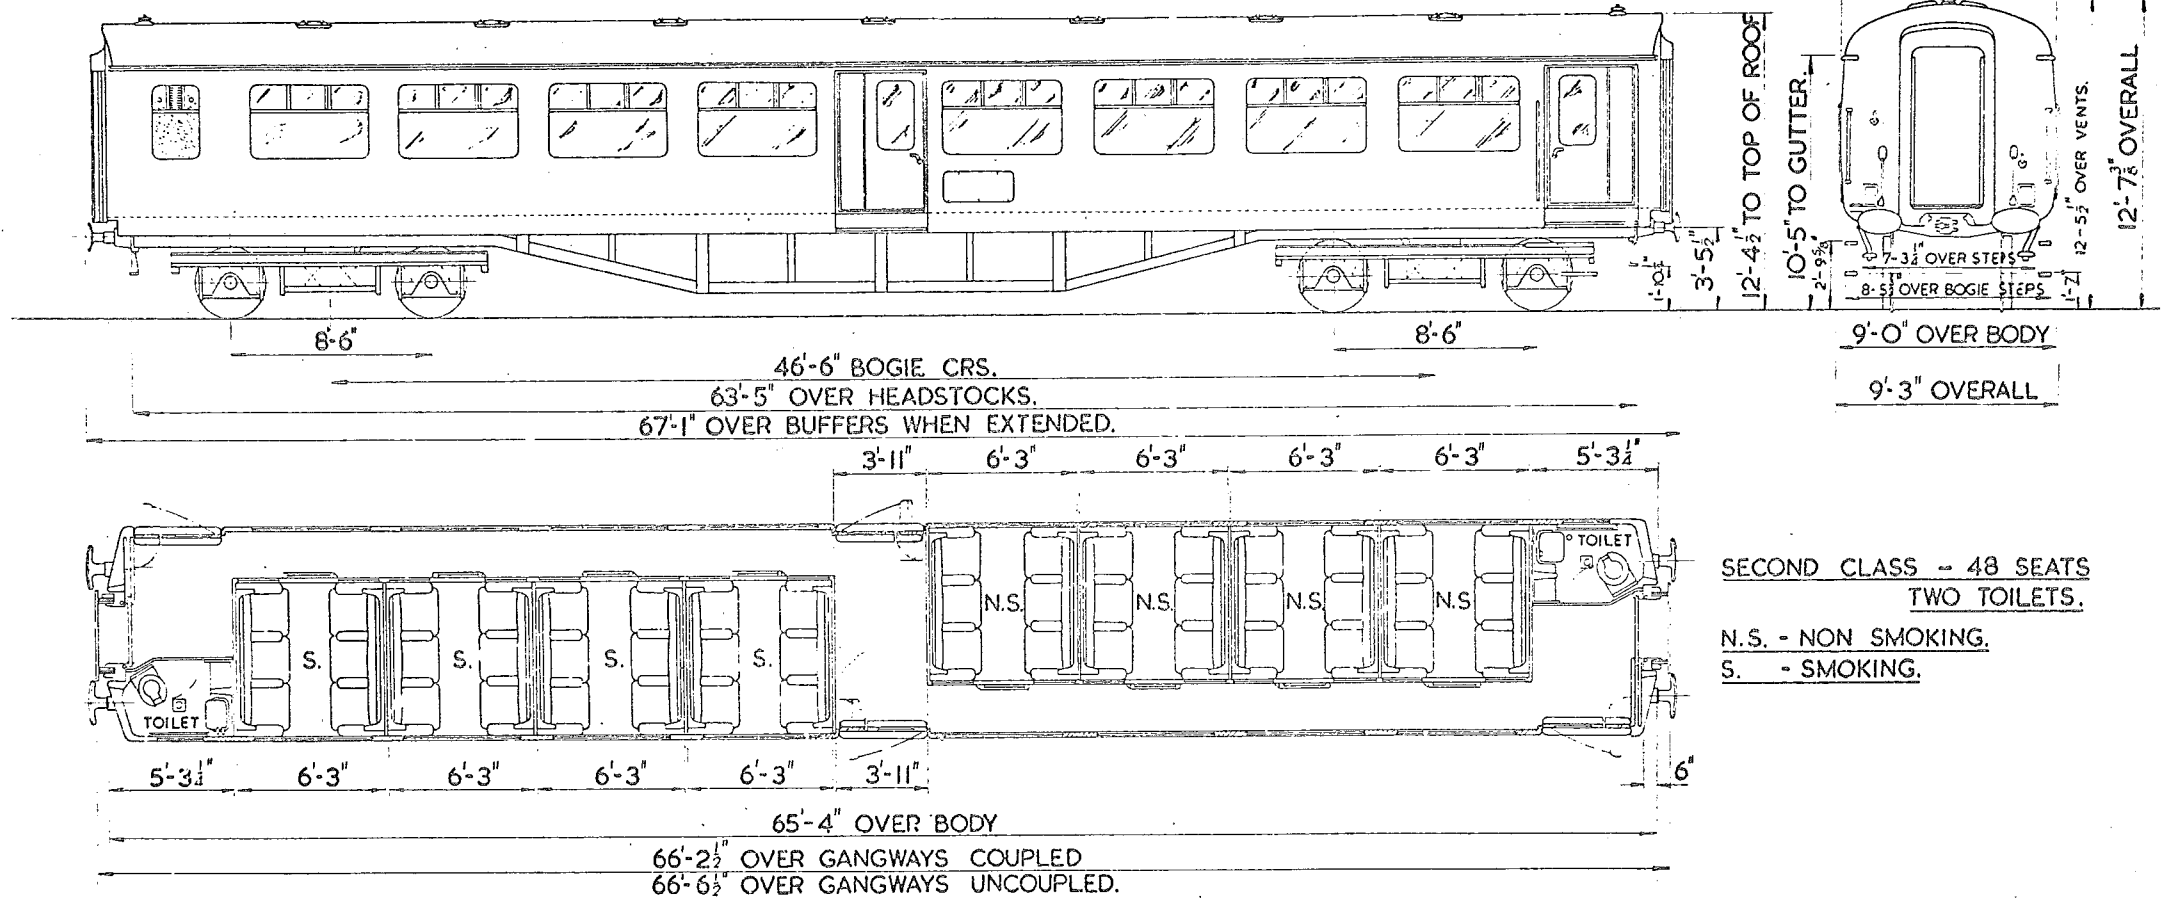 12'-4½" TO TOP OF ROOF
10'-5" TO GUTTER.
3'-5½"
1'-10½"
2'-9⅝"
7-3¼" OVER STEPS
8-5¾" OVER BOGIE STEPS
1'-7"
12-5½" OVER VENTS.
12'-7⅜" OVERALL
8'-6"
8'-6"
9'-0" OVER BODY
46'-6" BOGIE CRS.
63'-5" OVER HEADSTOCKS.
9'-3" OVERALL
67'-1" OVER BUFFERS WHEN EXTENDED.
3'-11" 6'-3" 6'-3" 6'-3" 6'-3" 5'-3¼"
TOILET
N.S. N.S. N.S. N.S.
S. S. S. S.
TOILET
SECOND CLASS - 48 SEATS
TWO TOILETS.
N.S. - NON SMOKING.
S. - SMOKING.
5'-3¼" 6'-3" 6'-3" 6'-3" 6'-3" 3'-11" 6"
65'-4" OVER BODY
66'-2½" OVER GANGWAYS COUPLED
66'-6½" OVER GANGWAYS UNCOUPLED.